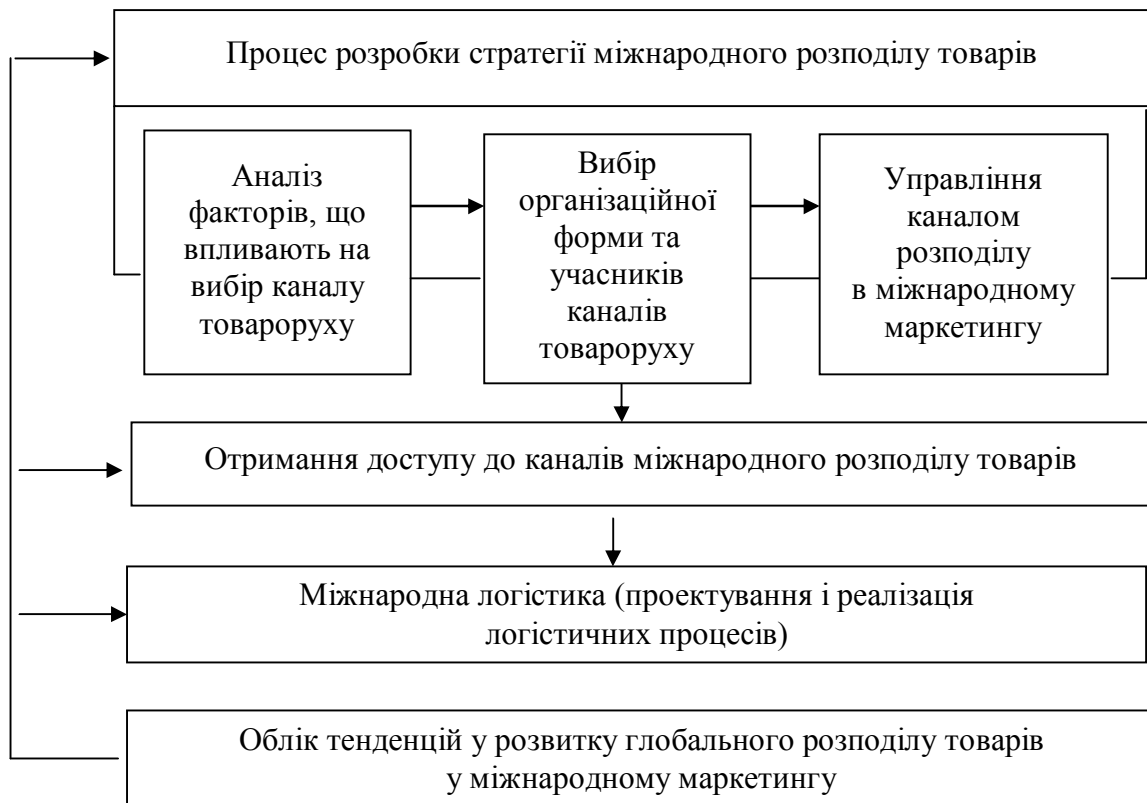 Процес розробки стратегії міжнародного розподілу товарів
Аналіз
факторів, що
впливають на
вибір каналу
товароруху
Вибір
організаційної
форми та
учасників
каналів
товароруху
Управління
каналом
розподілу
в міжнародному
маркетингу
Отримання доступу до каналів міжнародного розподілу товарів
Міжнародна логістика (проектування і реалізація
логістичних процесів)
Облік тенденцій у розвитку глобального розподілу товарів
у міжнародному маркетингу